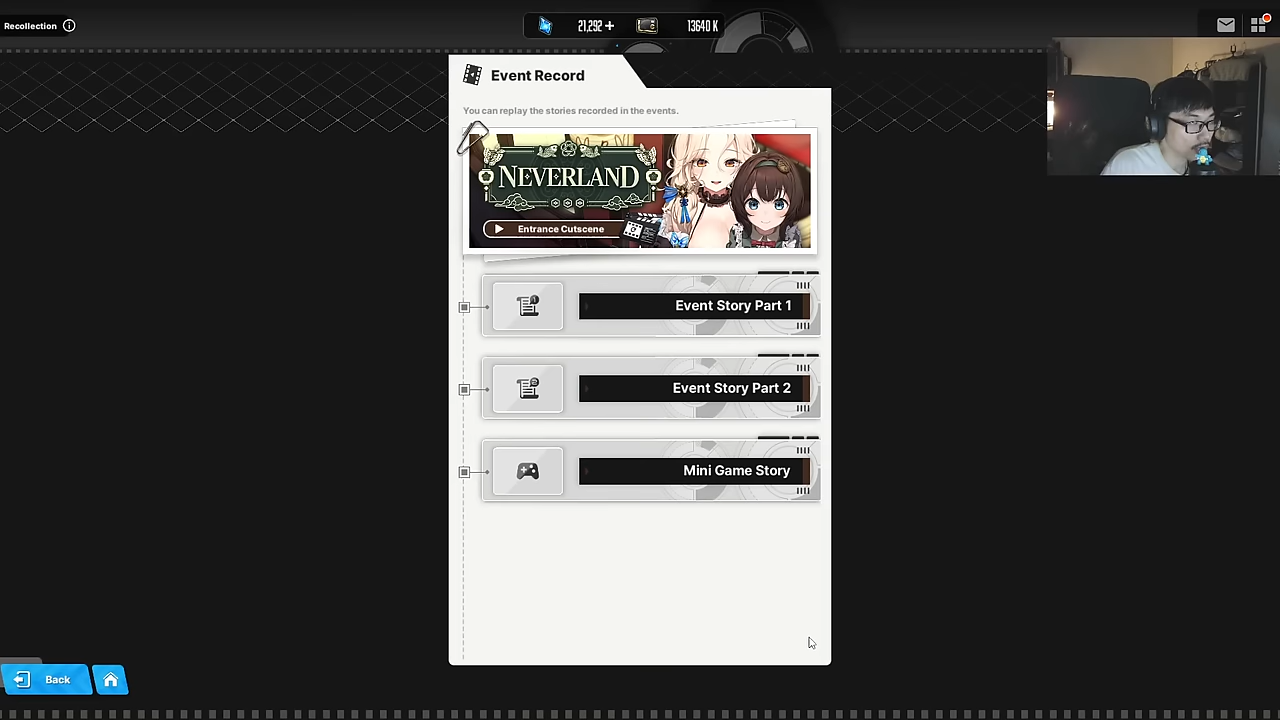 Recollection
21,292 +
13640 K
Event Record
You can replay the stories recorded in the events.
NEVERLAND
Entrance Cutscene
Event Story Part 1
Event Story Part 2
Mini Game Story
Back